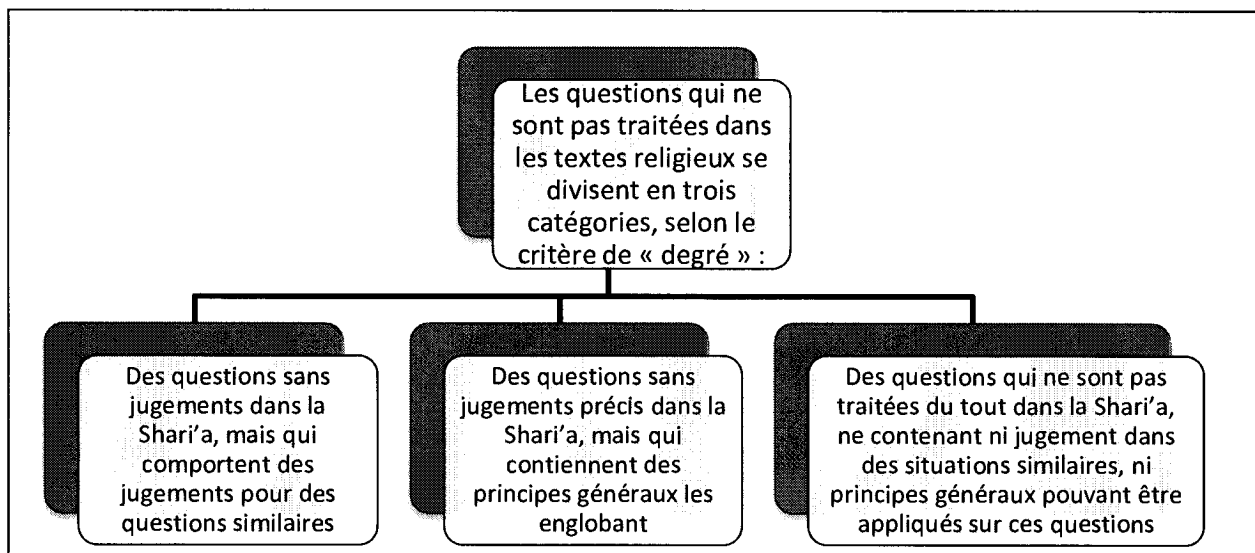 Les questions qui ne
sont pas traitées dans
les textes religieux se
divisent en trois
catégories, selon le
critère de « degré » :
Des questions sans
jugements dans la
Shari'a, mais qui
comportent des
jugements pour des
questions similaires
Des questions sans
jugements précis dans la
Shari'a, mais qui
contiennent des
principes généraux les
englobant
Des questions qui ne sont pas
traitées du tout dans la Shari'a,
ne contenant ni jugement dans
des situations similaires, ni
principes généraux pouvant être
appliqués sur ces questions